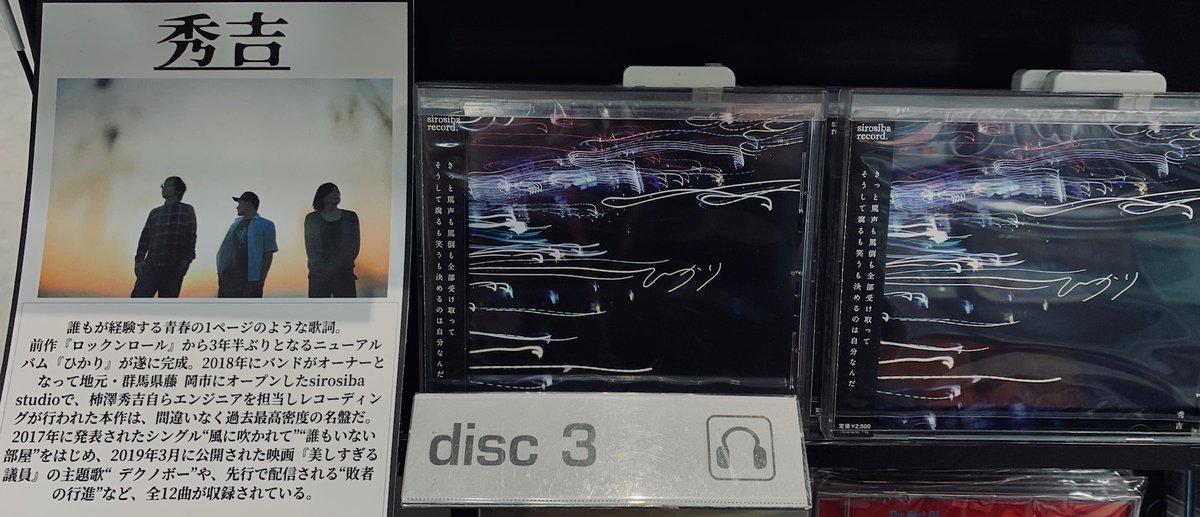 秀吉
誰もが経験する青春の1ページのような歌詞。
前作『ロックンロール』から3年半ぶりとなるニューアル
バム『ひかり』が遂に完成。2018年にバンドがオーナーと
なって地元・群馬県藤 岡市にオープンしたsirosiba
studioで、柿澤秀吉自らエンジニアを担当しレコーディン
グが行われた本作は、間違いなく過去最高密度の名盤だ。
2017年に発表されたシングル“風に吹かれて”“誰もいない
部屋”をはじめ、2019年3月に公開された映画『美しすぎる
議員』の主題歌“ デクノボー”や、先行で配信される“敗者
の行進”など、全12曲が収録されている。
sirosiba
record.
きっと罵声も罵倒も全部受け取って
そうして腐るも笑うも決めるのは自分なんだ
ひかり
disc 3
sirosiba
record.
きっと罵声も罵倒も全部受け取って
そうして腐るも笑うも決めるのは自分なんだ
ひかり
秀吉
定価¥2,500
The Best Of